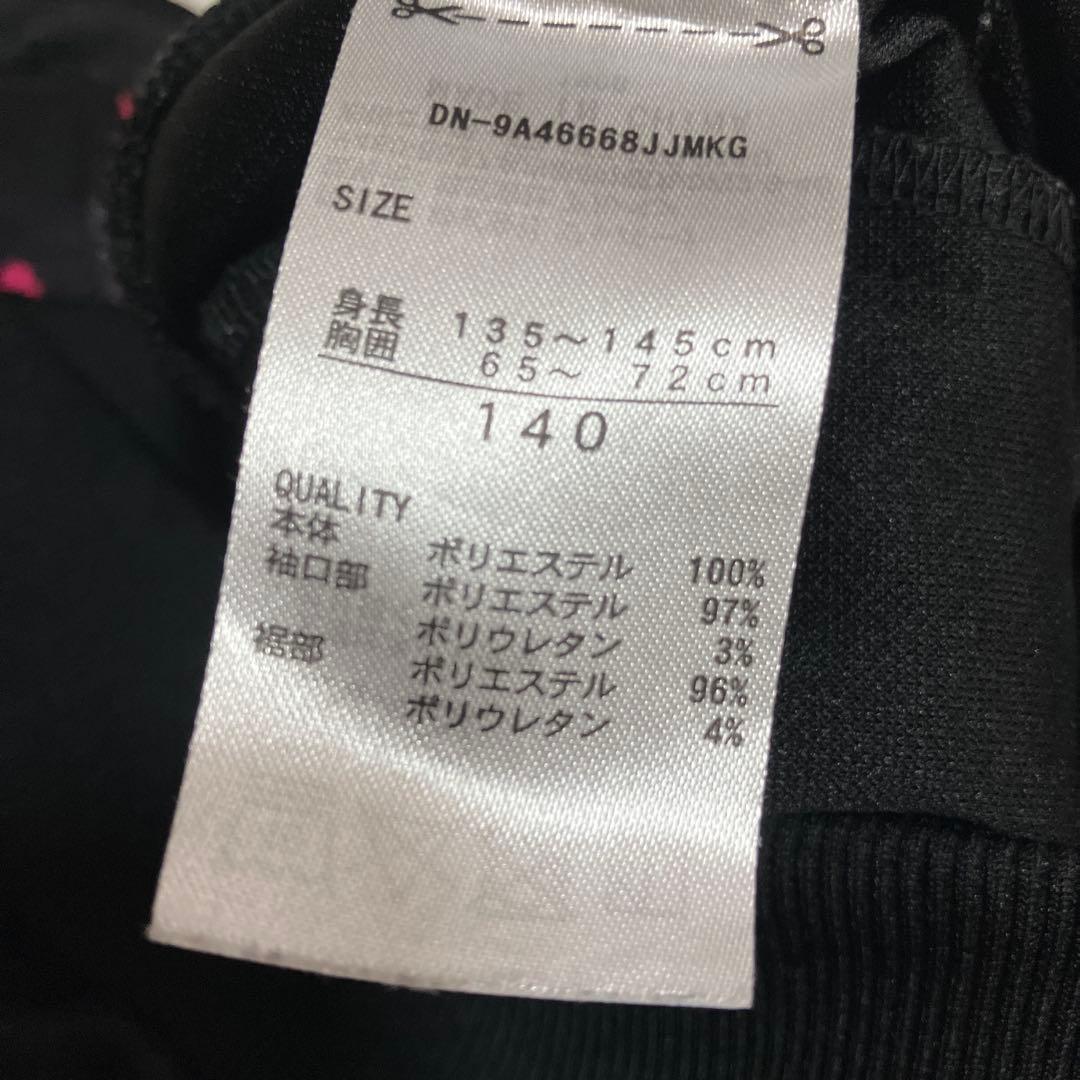 DN-9A46668JJMKG
SIZE
身長 135~145cm
胸囲 65~ 72cm
140
QUALITY
本体 ポリエステル 100%
袖口部 ポリエステル 97%
ポリウレタン 3%
裾部 ポリエステル 96%
ポリウレタン 4%